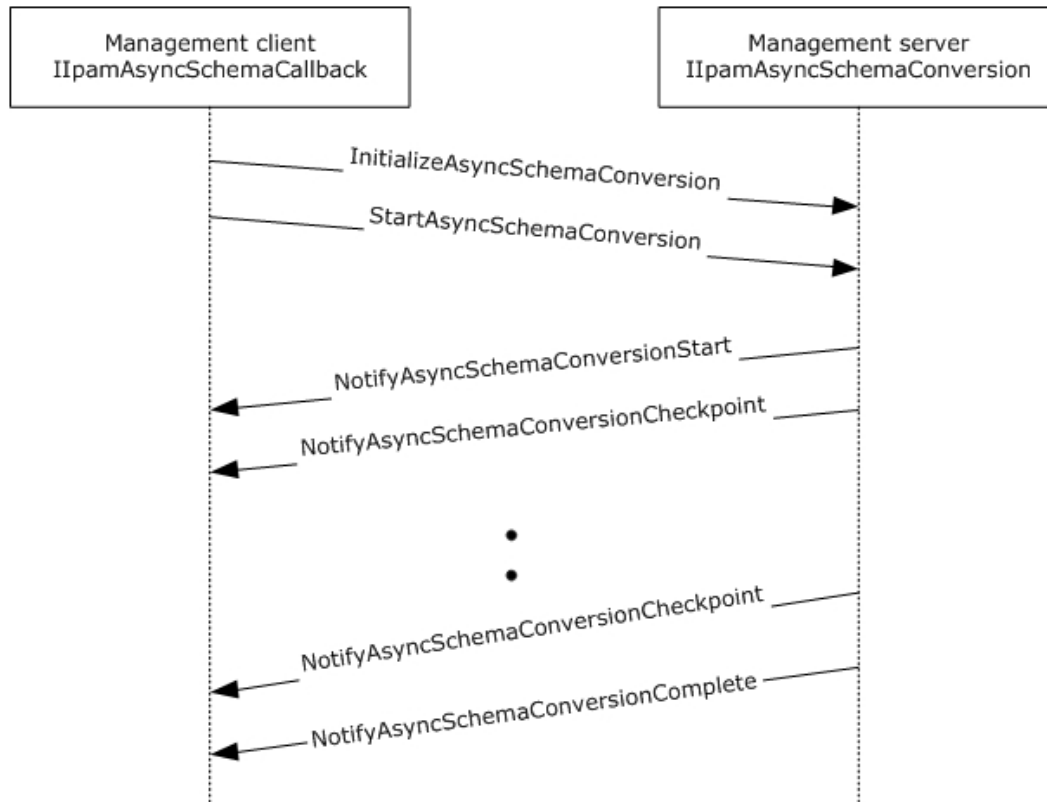 Management client
IIpamAsyncSchemaCallback
Management server
IIpamAsyncSchemaConversion
InitializeAsyncSchemaConversion
StartAsyncSchemaConversion
NotifyAsyncSchemaConversionStart
NotifyAsyncSchemaConversionCheckpoint
NotifyAsyncSchemaConversionCheckpoint
NotifyAsyncSchemaConversionComplete